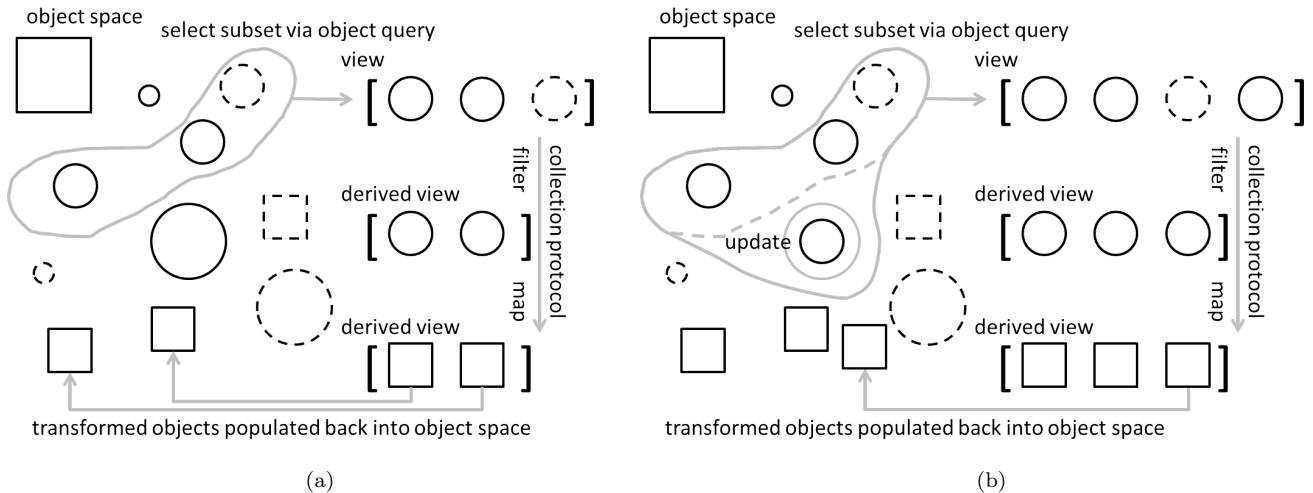 object space
select subset via object query
view
[ ]
filter
collection protocol
derived view
[ ]
map
derived view
[ ]
transformed objects populated back into object space
(a)
object space
select subset via object query
view
[ ]
filter
collection protocol
derived view
[ ]
update
map
derived view
[ ]
transformed objects populated back into object space
(b)